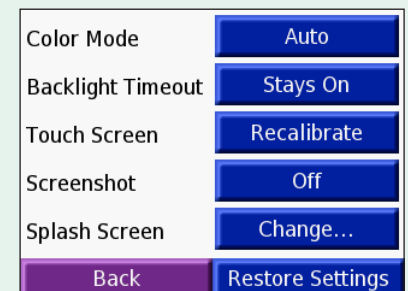 Color Mode Auto
Backlight Timeout Stays On
Touch Screen Recalibrate
Screenshot Off
Splash Screen Change...
Back Restore Settings